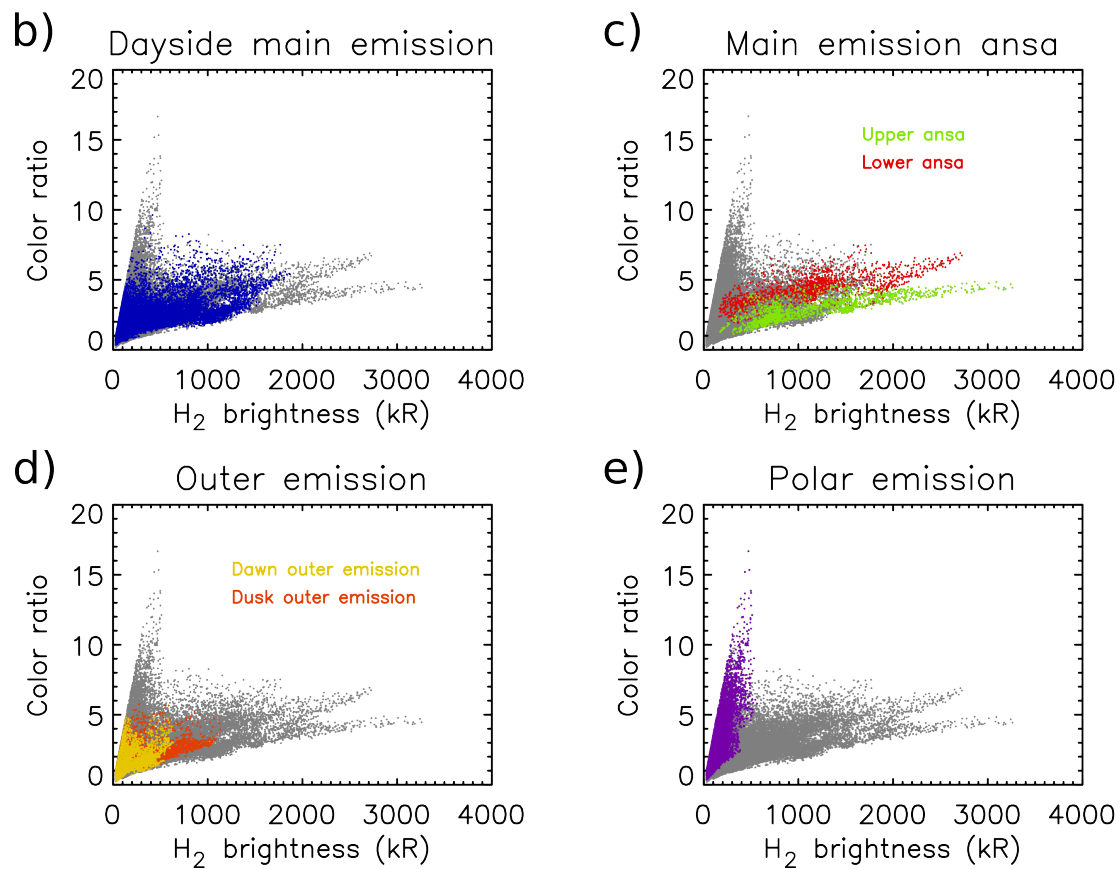 b)
Dayside main emission
20
15
10
5
0
Color ratio
0 1000 2000 3000 4000
H2 brightness (kR)
c)
Main emission ansa
20
15
10
5
0
Color ratio
Upper ansa
Lower ansa
0 1000 2000 3000 4000
H2 brightness (kR)
d)
Outer emission
20
15
10
5
0
Color ratio
Dawn outer emission
Dusk outer emission
0 1000 2000 3000 4000
H2 brightness (kR)
e)
Polar emission
20
15
10
5
0
Color ratio
0 1000 2000 3000 4000
H2 brightness (kR)